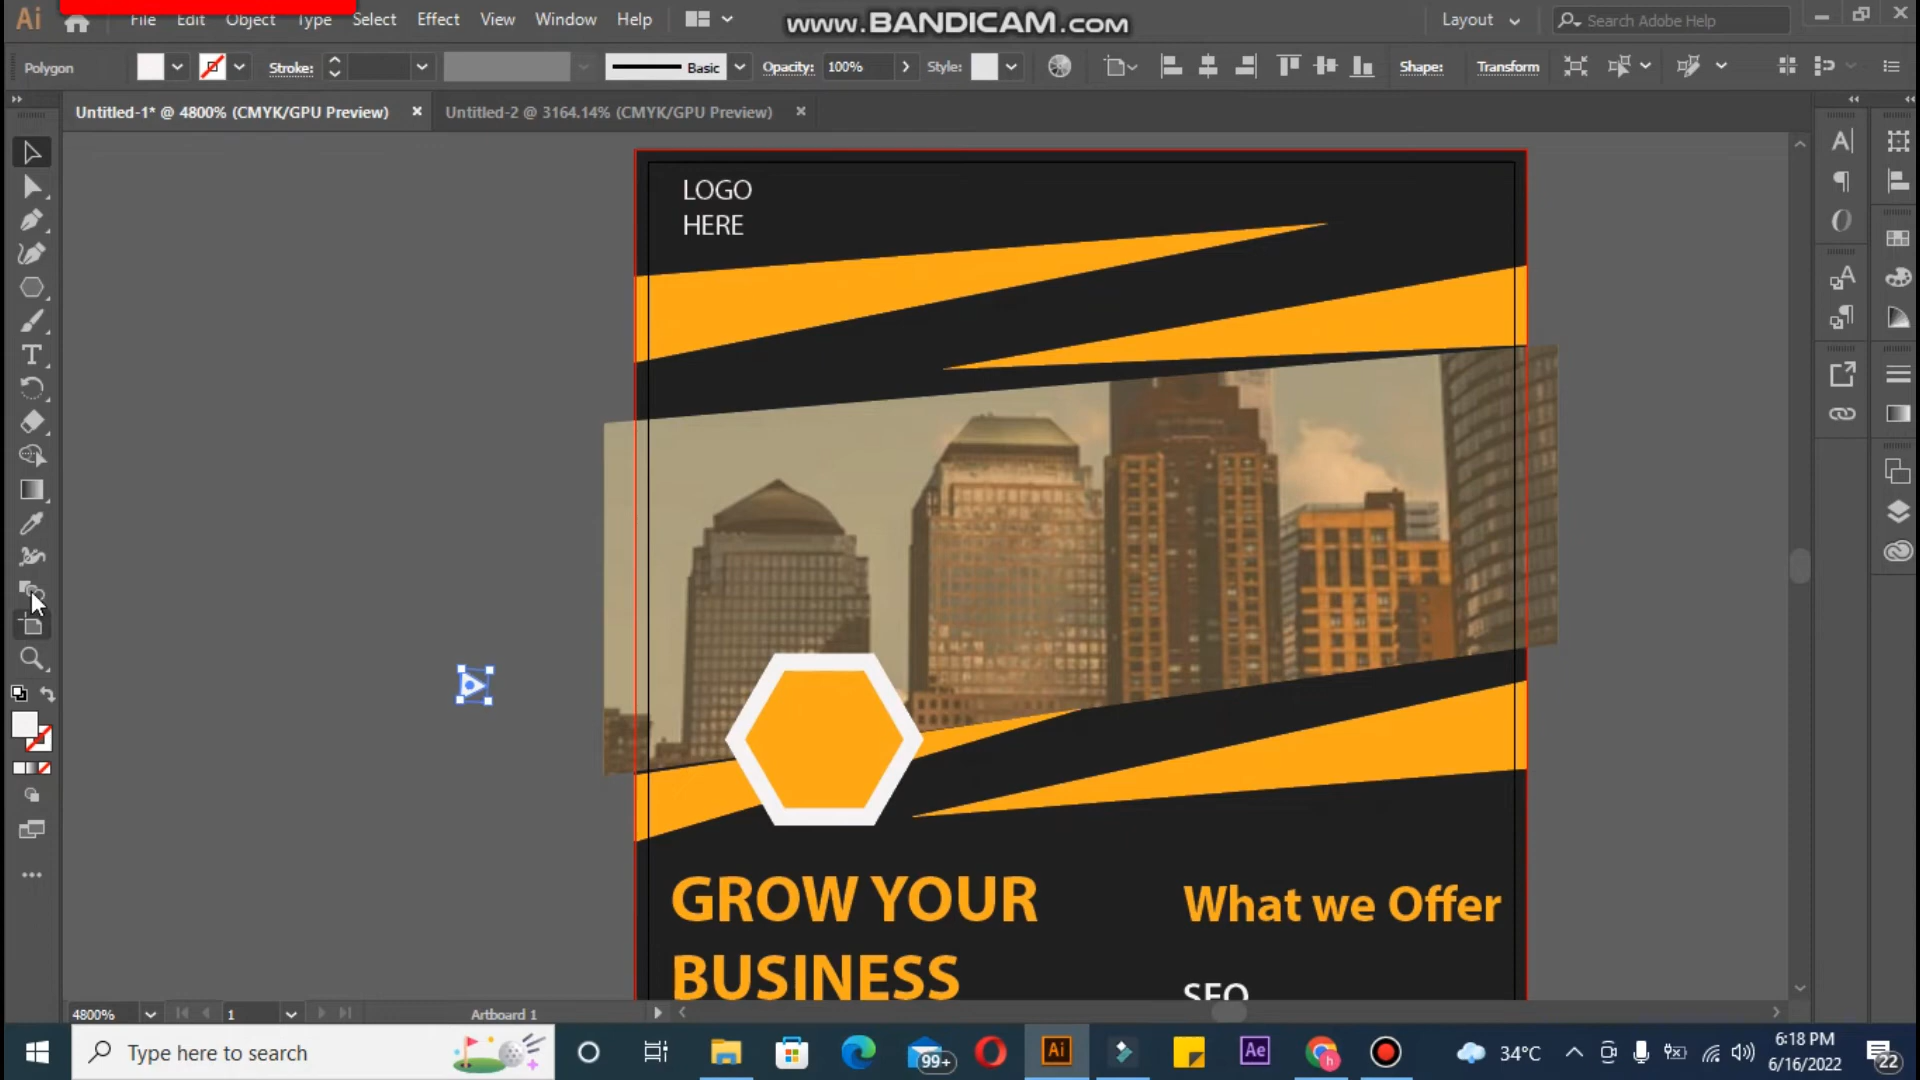 Ai File Edit Object Type Select Effect View Window Help www.BANDICAM.com Layout Search Adobe Help
Polygon Stroke: Basic Opacity: 100% Style: Shape: Transform
Untitled-1* @ 4800% (CMYK/GPU Preview) × Untitled-2 @ 3164.14% (CMYK/GPU Preview) ×
LOGO
HERE
GROW YOUR
BUSINESS
What we Offer
SEO
4800% 1 Artboard 1
Type here to search 99+ Ai Ae h 34°C 6:18 PM
6/16/2022 22